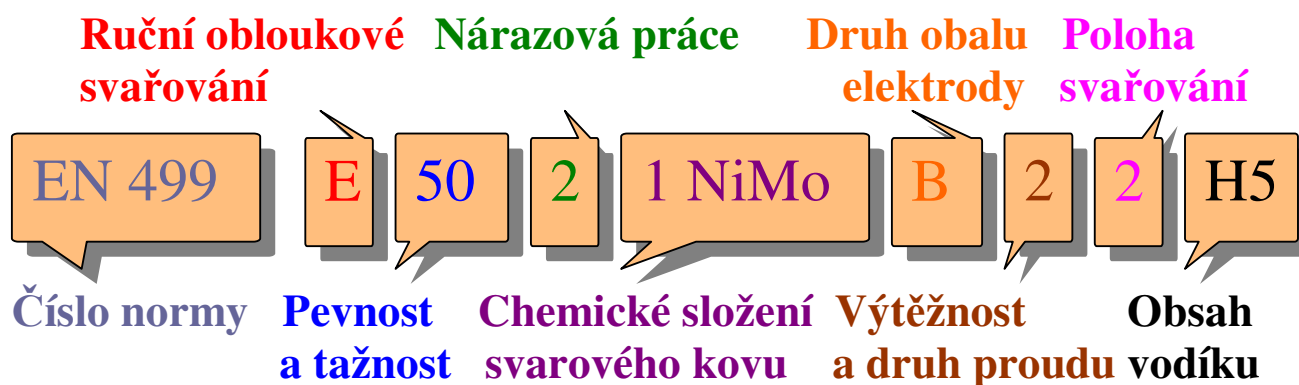 Ruční obloukové svařování
Nárazová práce
Druh obalu elektrody
Poloha svařování
EN 499 E 50 2 1 NiMo B 2 2 H5
Číslo normy
Pevnost a tažnost
Chemické složení svarového kovu
Výtěžnost a druh proudu
Obsah vodíku